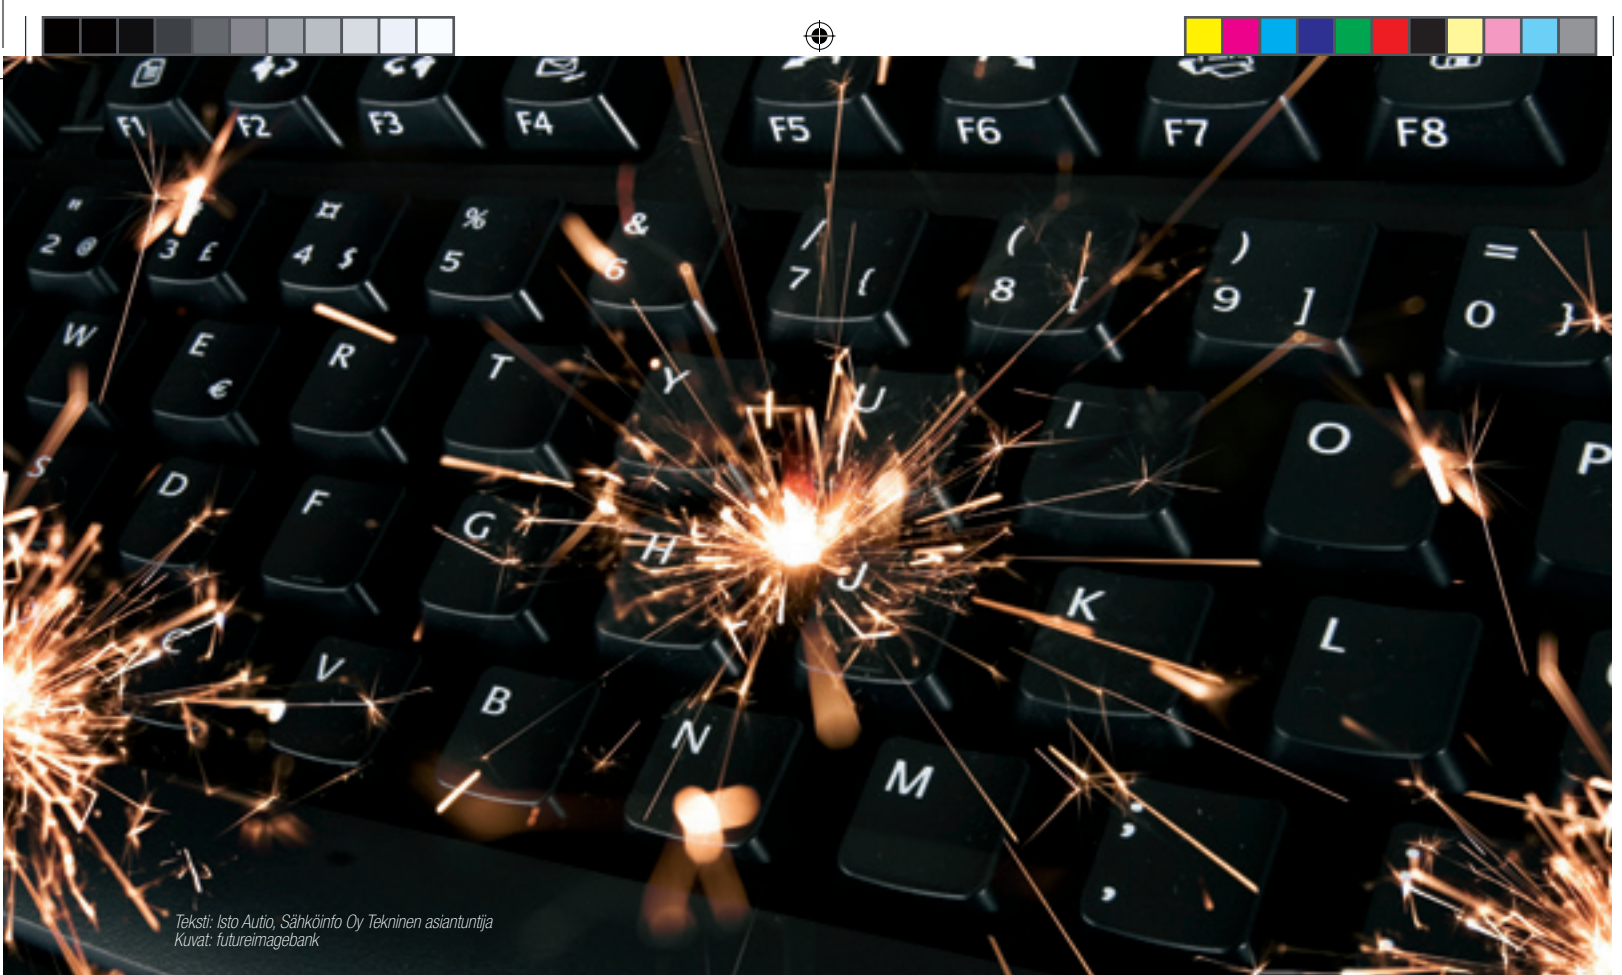 F1 F2 F3 F4 F5 F6 F7 F8
" % & / ( ) =
2 @ 3 £ 4 $ 5 6 7 { 8 [ 9 ] 0 }
W E € R T Y U I O P
S D F G H J K L
C V B N M ; ,
Teksti: Isto Autio, Sähköinfo Oy Tekninen asiantuntija
Kuvat: futureimagebank